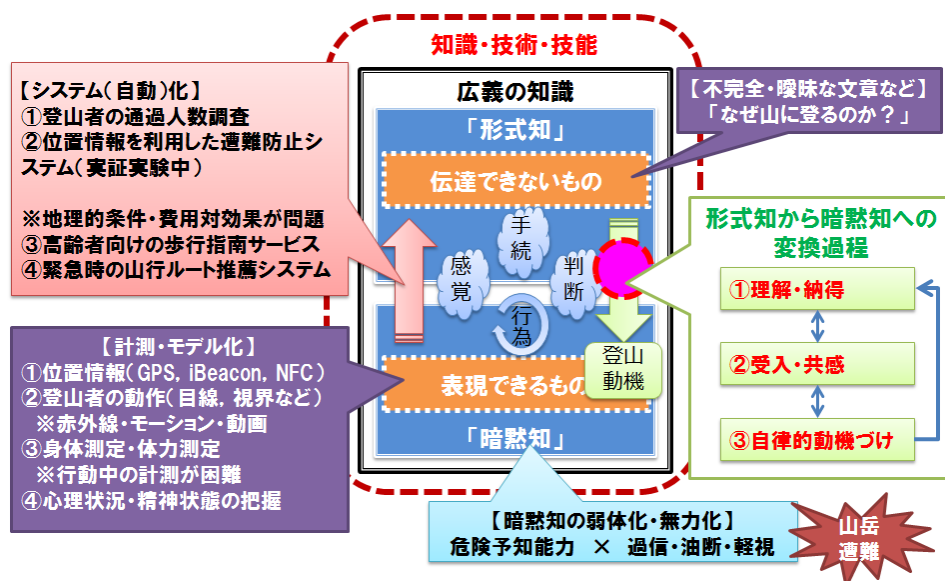 知識・技術・技能
【システム(自動)化】
①登山者の通過人数調査
②位置情報を利用した遭難防止シ
ステム(実証実験中)
※地理的条件・費用対効果が問題
③高齢者向けの歩行指南サービス
④緊急時の山行ルート推薦システム
広義の知識
「形式知」
伝達できないもの
手続
感覚
判断
行為
登山
動機
表現できるもの
「暗黙知」
【不完全・曖昧な文章など】
「なぜ山に登るのか？」
形式知から暗黙知への
変換過程
①理解・納得
②受入・共感
③自律的動機づけ
【計測・モデル化】
①位置情報(GPS, iBeacon, NFC)
②登山者の動作(目線, 視界など)
※赤外線・モーション・動画
③身体測定・体力測定
※行動中の計測が困難
④心理状況・精神状態の把握
【暗黙知の弱体化・無力化】
危険予知能力 × 過信・油断・軽視
山岳
遭難